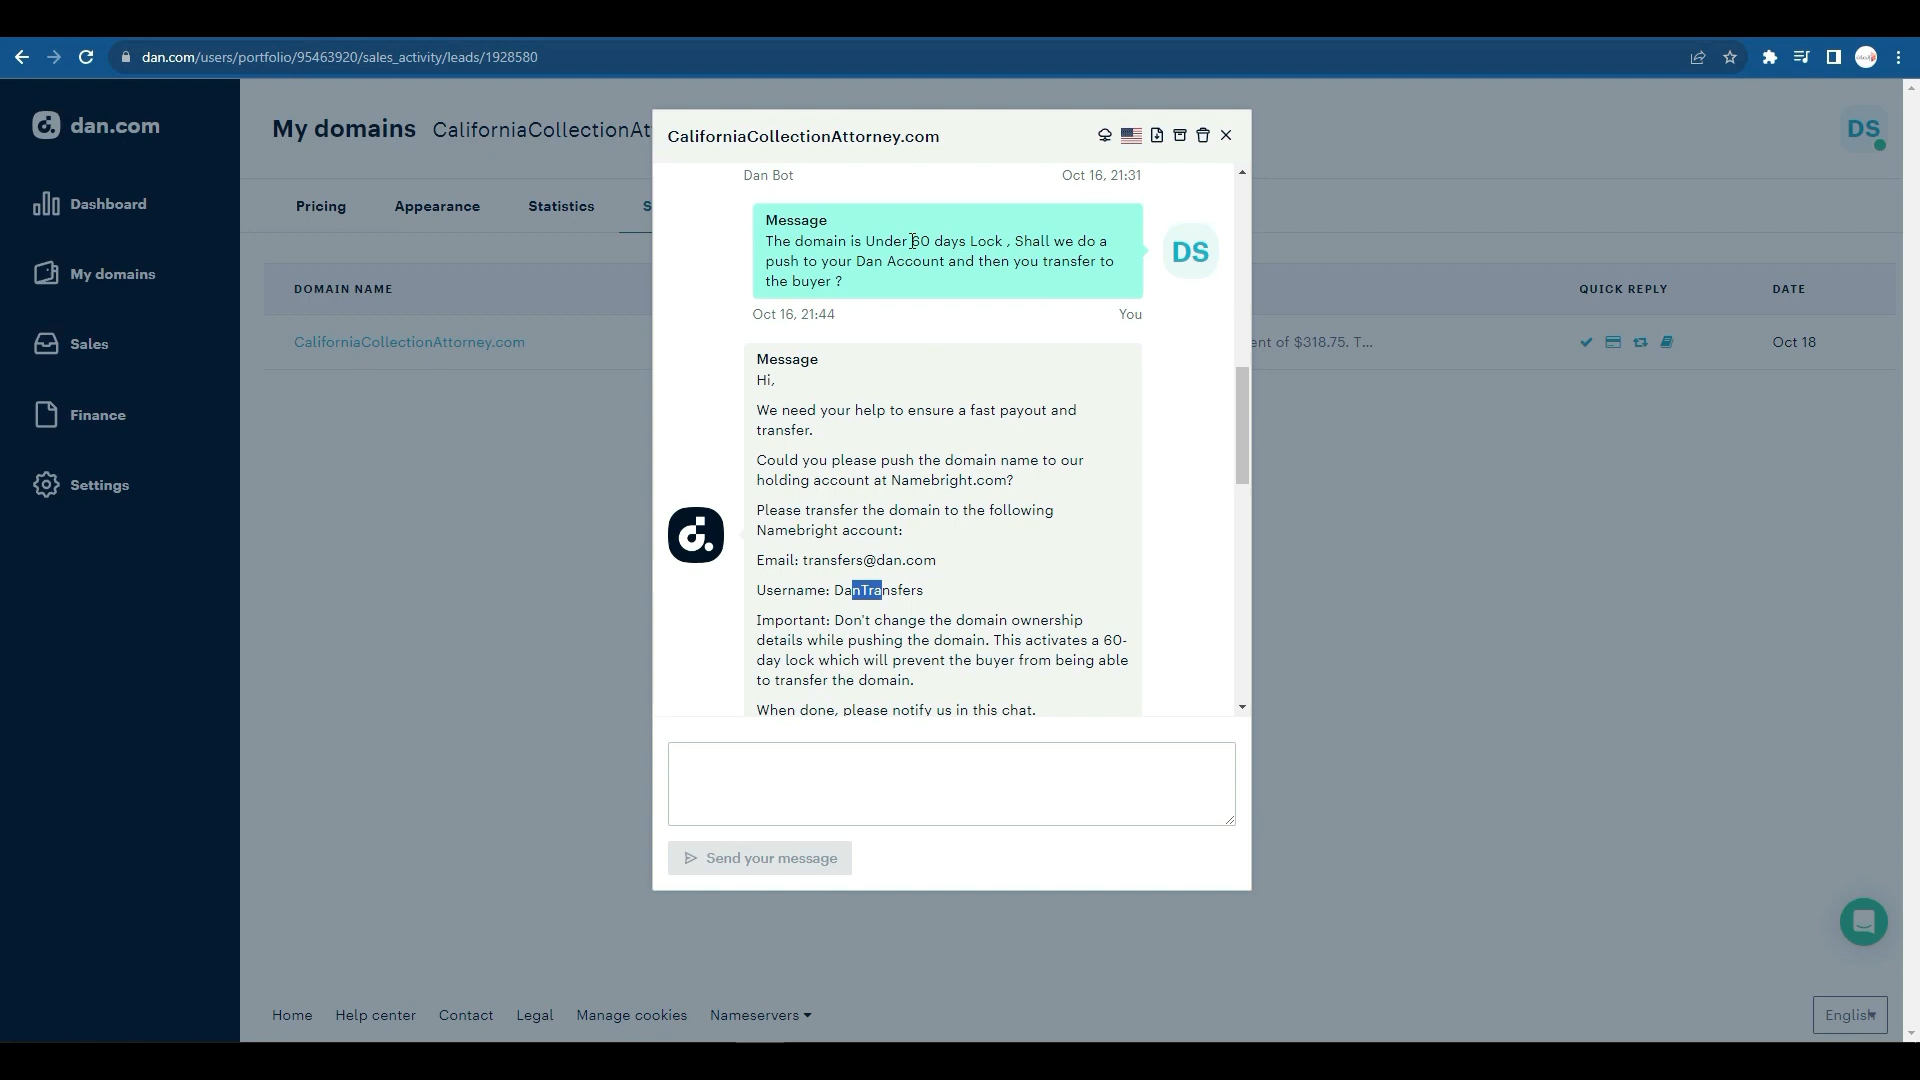 dan.com/users/portfolio/95463920/sales_activity/leads/1928580
dan.com
Dashboard
My domains
Sales
Finance
Settings
My domains CaliforniaCollectionAt
DS
Pricing Appearance Statistics S
DOMAIN NAME QUICK REPLY DATE
CaliforniaCollectionAttorney.com ent of $318.75. T... Oct 18
CaliforniaCollectionAttorney.com
Dan Bot Oct 16, 21:31
Message
The domain is Under 60 days Lock , Shall we do a
push to your Dan Account and then you transfer to
the buyer ?
DS
Oct 16, 21:44 You
Message
Hi,
We need your help to ensure a fast payout and
transfer.
Could you please push the domain name to our
holding account at Namebright.com?
Please transfer the domain to the following
Namebright account:
Email: transfers@dan.com
Username: DanTransfers
Important: Don't change the domain ownership
details while pushing the domain. This activates a 60-
day lock which will prevent the buyer from being able
to transfer the domain.
When done, please notify us in this chat.
d.
Send your message
Home Help center Contact Legal Manage cookies Nameservers
English